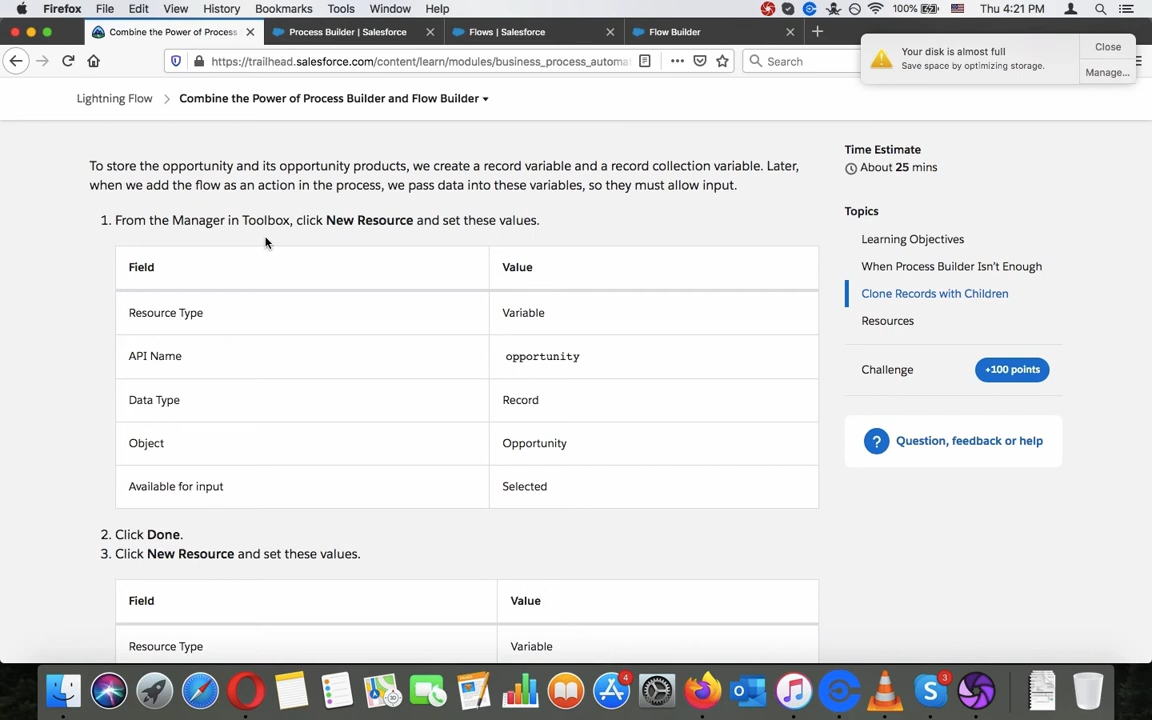 Firefox File Edit View History Bookmarks Tools Window Help 100% Thu 4:21 PM
Combine the Power of Process Process Builder | Salesforce Flows | Salesforce Flow Builder
Your disk is almost full
Save space by optimizing storage.
Close
Manage...
https://trailhead.salesforce.com/content/learn/modules/business_process_automa
Search
Lightning Flow Combine the Power of Process Builder and Flow Builder
To store the opportunity and its opportunity products, we create a record variable and a record collection variable. Later,
when we add the flow as an action in the process, we pass data into these variables, so they must allow input.
1. From the Manager in Toolbox, click New Resource and set these values.
Field Value
Resource Type Variable
API Name opportunity
Data Type Record
Object Opportunity
Available for input Selected
2. Click Done.
3. Click New Resource and set these values.
Field Value
Resource Type Variable
Time Estimate
About 25 mins
Topics
Learning Objectives
When Process Builder Isn't Enough
Clone Records with Children
Resources
Challenge +100 points
? Question, feedback or help
4
3